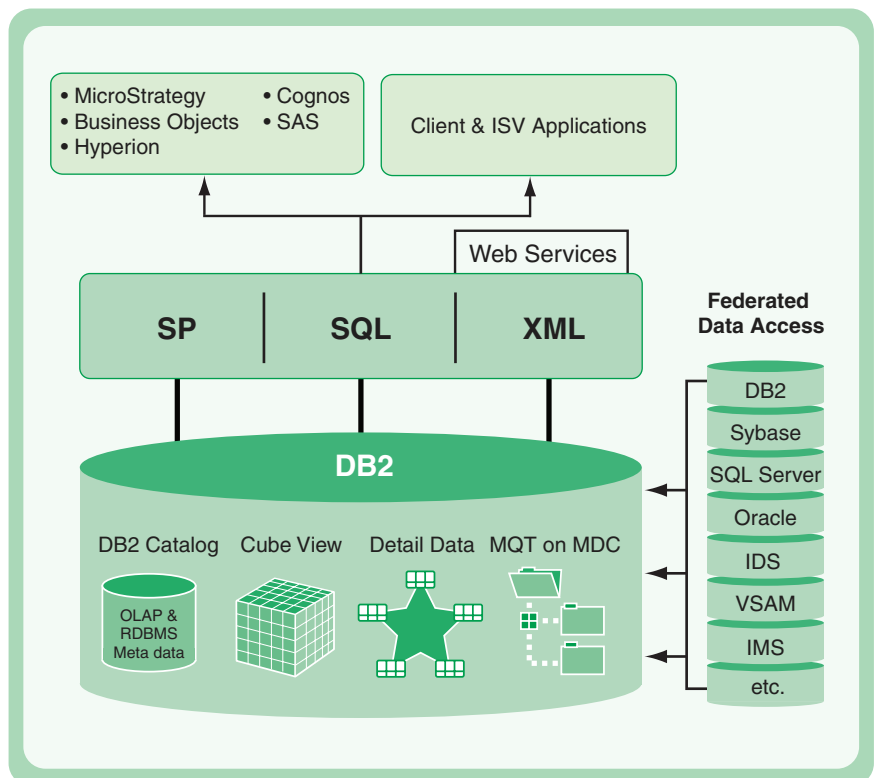 • MicroStrategy
• Business Objects
• Hyperion
• Cognos
• SAS
Client & ISV Applications
Web Services
SP
SQL
XML
Federated
Data Access
DB2
Sybase
SQL Server
Oracle
IDS
VSAM
IMS
etc.
DB2
DB2 Catalog
Cube View
Detail Data
MQT on MDC
OLAP &
RDBMS
Meta data